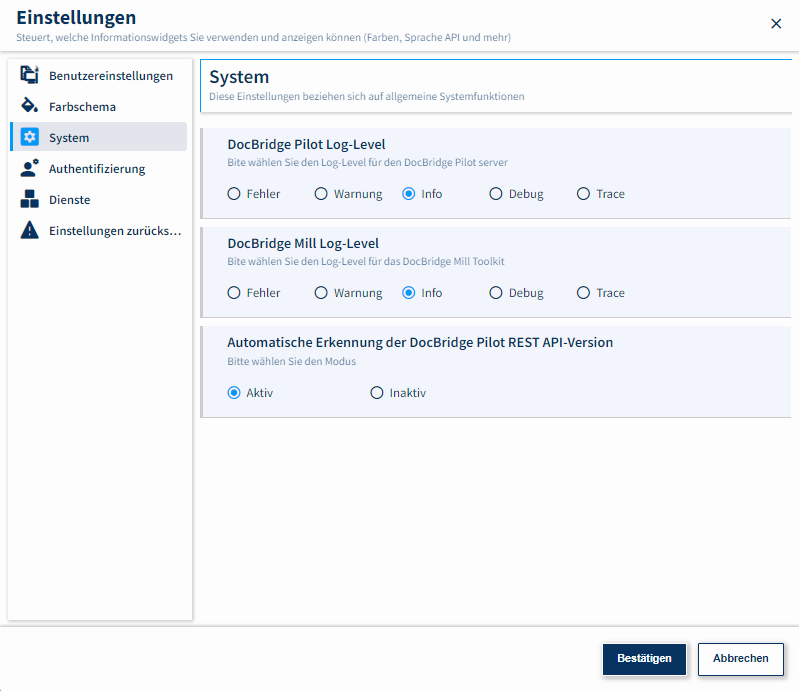 Einstellungen
Steuert, welche Informationswidgets Sie verwenden und anzeigen können (Farben, Sprache API und mehr)
Benutzereinstellungen
Farbschema
System
Authentifizierung
Dienste
Einstellungen zurücks...
System
Diese Einstellungen beziehen sich auf allgemeine Systemfunktionen
DocBridge Pilot Log-Level
Bite wählen Sie den Log-Level für den DocBridge Pilot server
Fehler Warnung Info Debug Trace
DocBridge Mill Log-Level
Bite wählen Sie den Log-Level für das DocBridge Mill Toolkit
Fehler Warnung Info Debug Trace
Automatische Erkennung der DocBridge Pilot REST API-Version
Bitte wählen Sie den Modus
Aktiv Inaktiv
Bestätigen Abbrechen